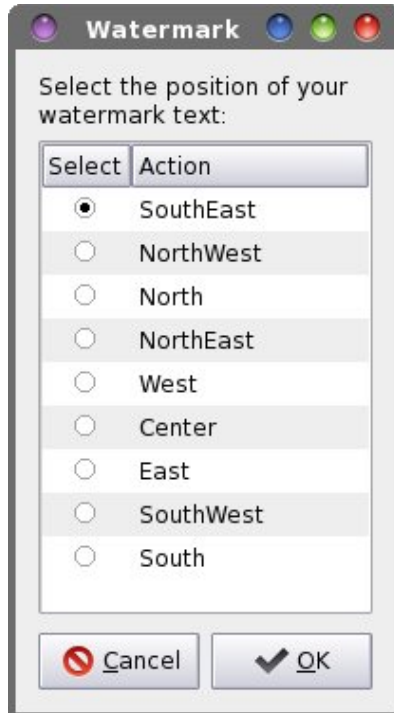 Watermark
Select the position of your
watermark text:
Select Action
SouthEast
NorthWest
North
NorthEast
West
Center
East
SouthWest
South
Cancel OK